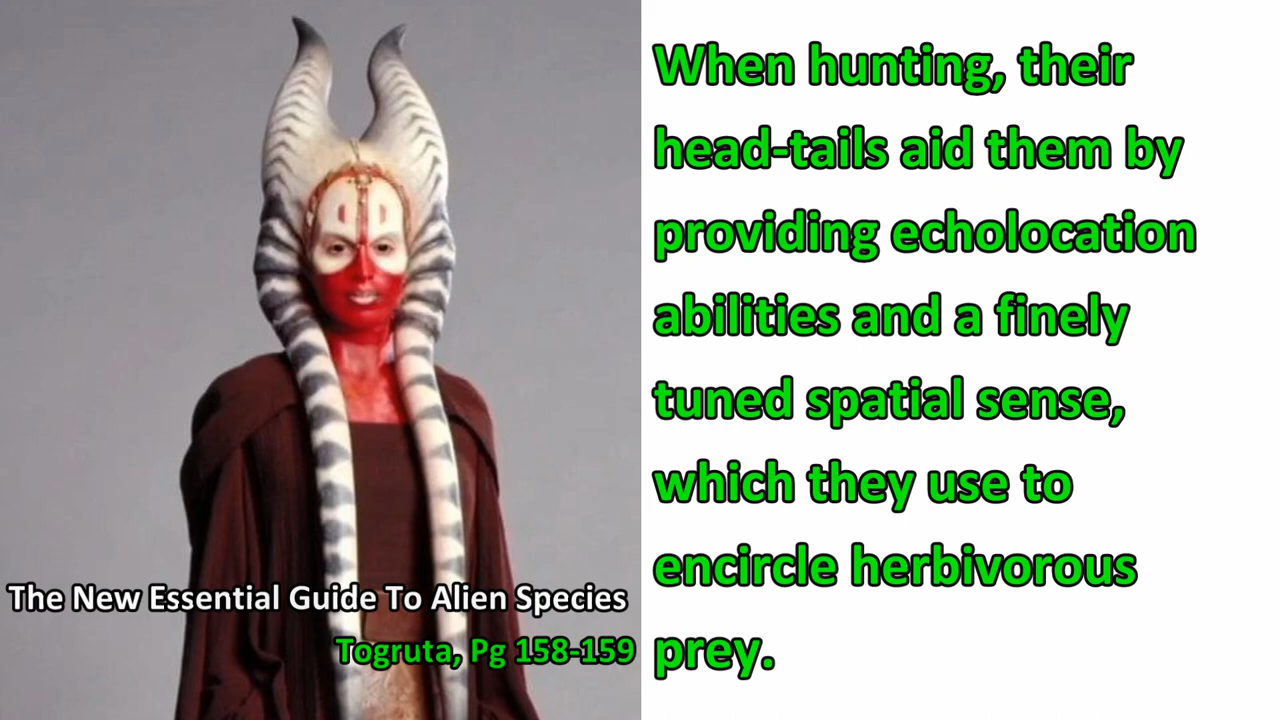 The New Essential Guide To Alien Species
Togruta, Pg 158-159
When hunting, their
head-tails aid them by
providing echolocation
abilities and a finely
tuned spatial sense,
which they use to
encircle herbivorous
prey.